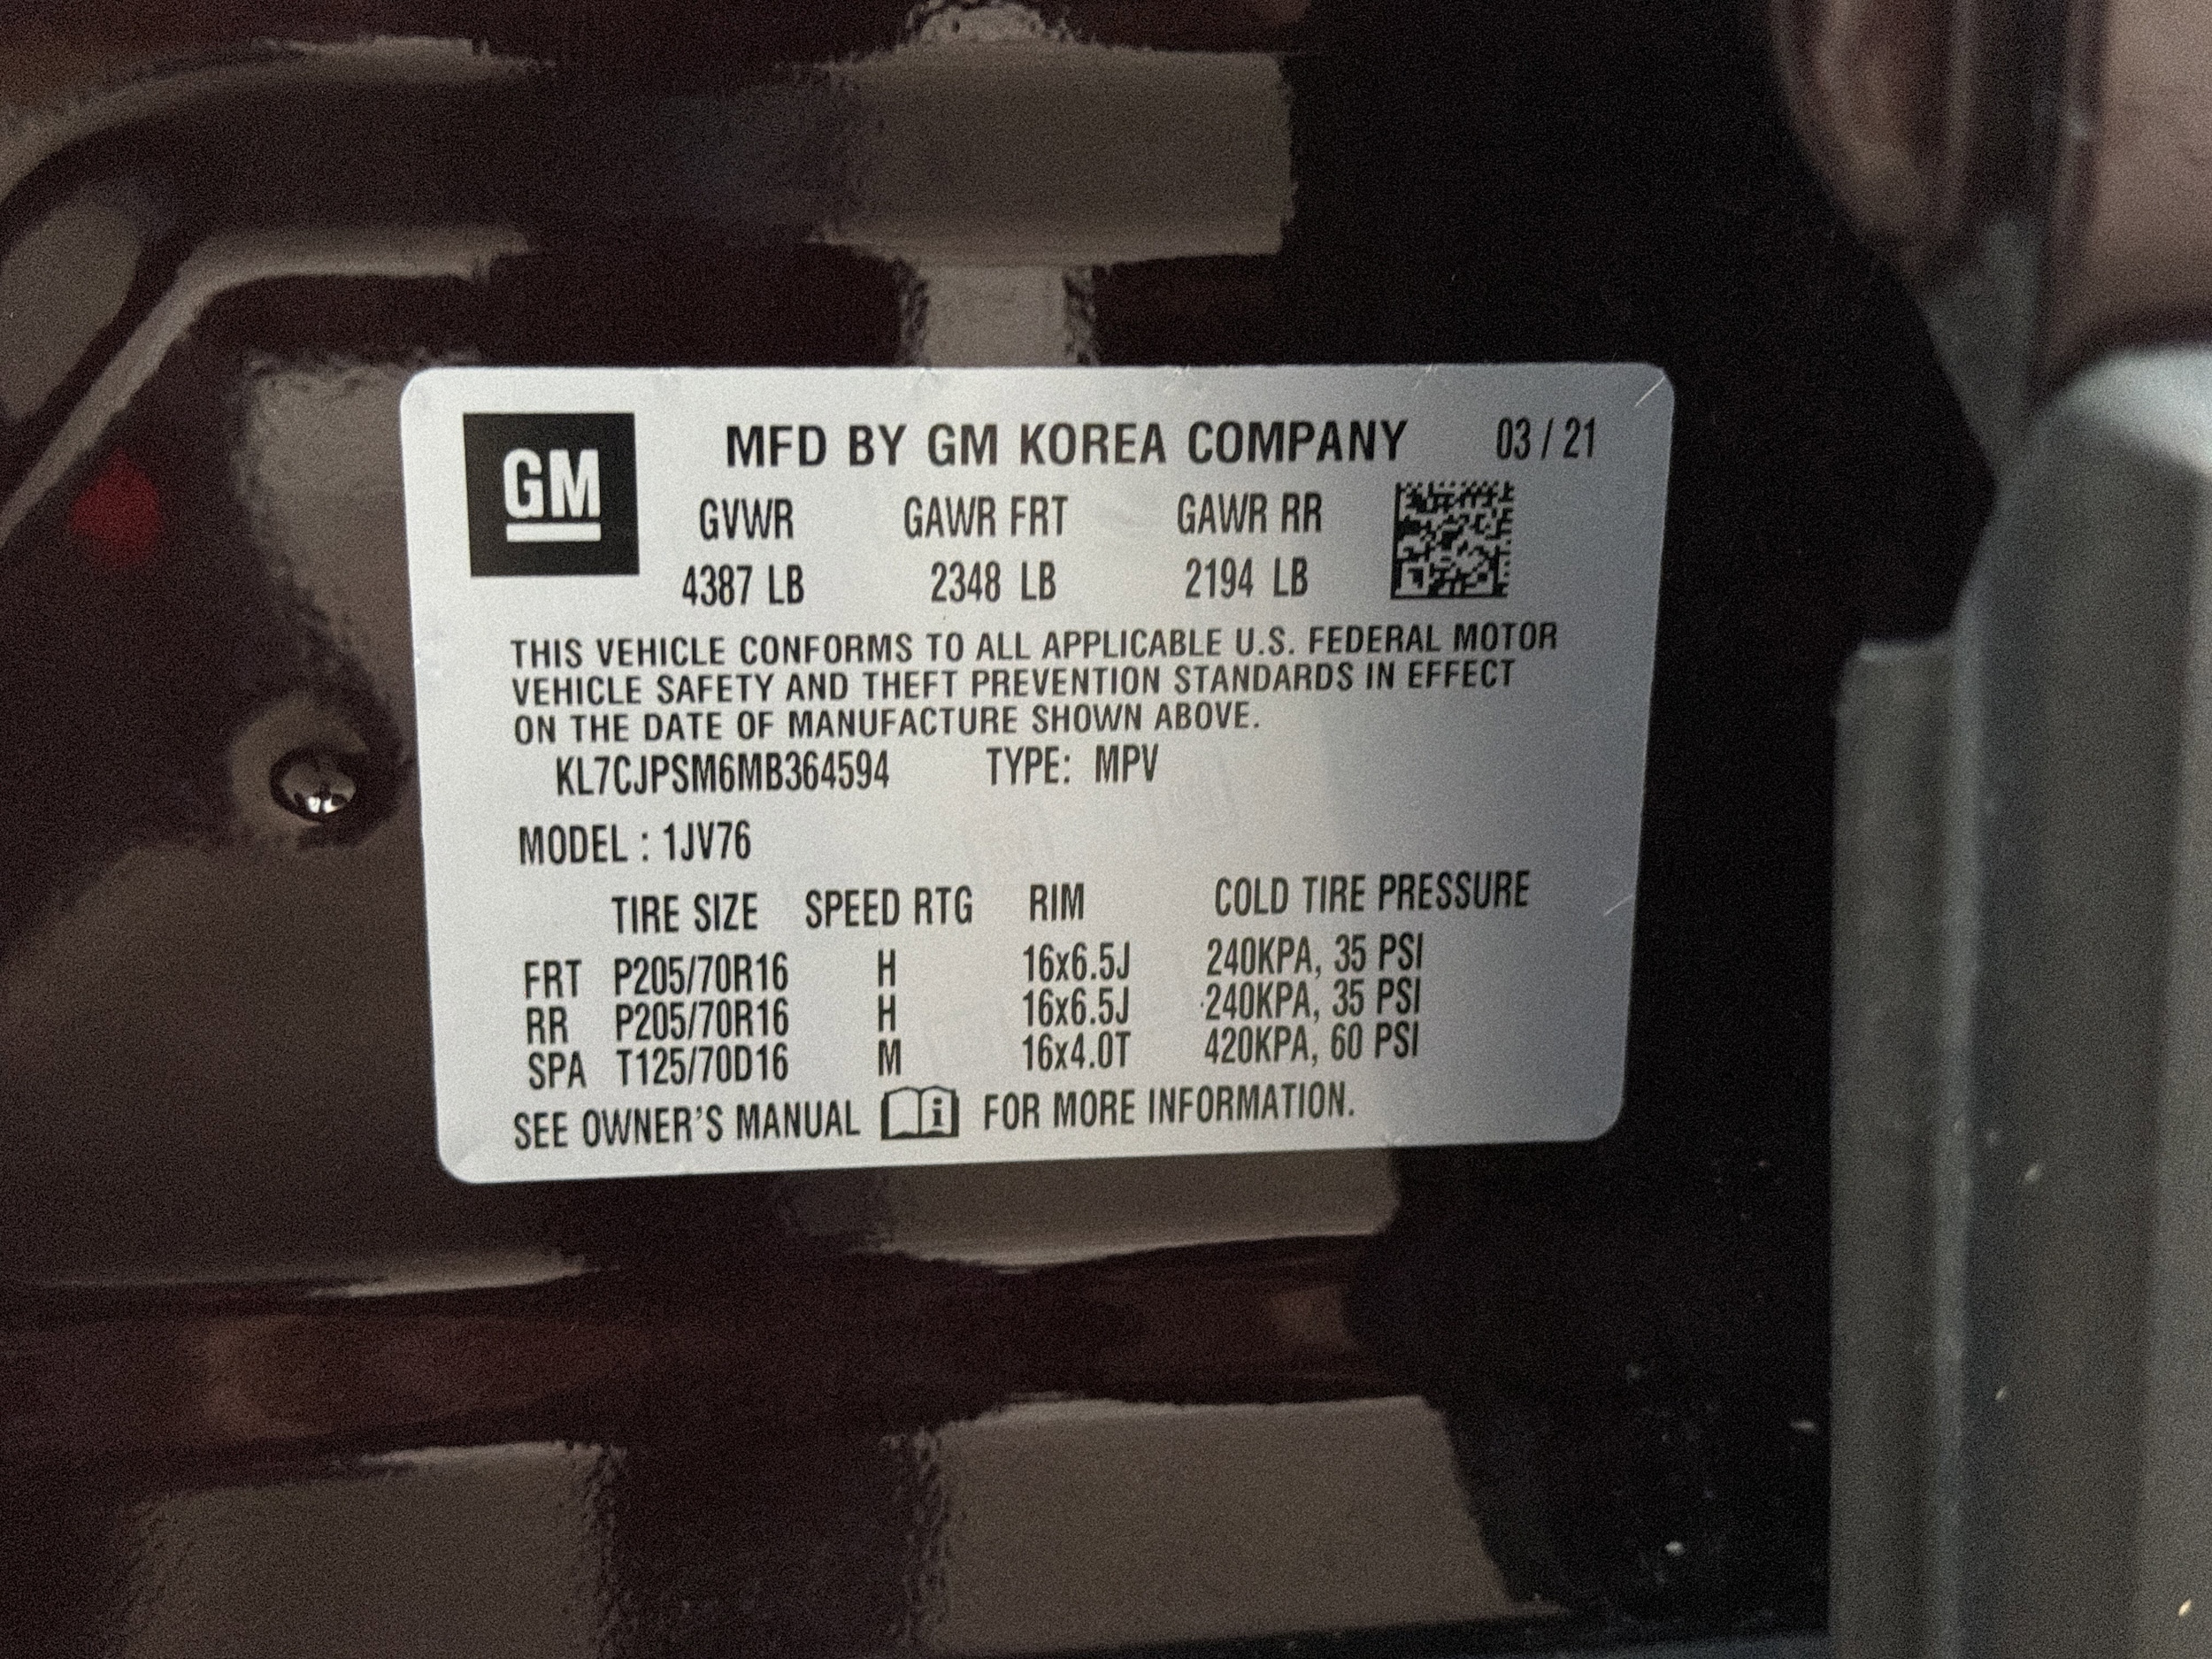 GM
MFD BY GM KOREA COMPANY 03 / 21
GVWR GAWR FRT GAWR RR
4387 LB 2348 LB 2194 LB
THIS VEHICLE CONFORMS TO ALL APPLICABLE U.S. FEDERAL MOTOR
VEHICLE SAFETY AND THEFT PREVENTION STANDARDS IN EFFECT
ON THE DATE OF MANUFACTURE SHOWN ABOVE.
KL7CJPSM6MB364594 TYPE: MPV
MODEL : 1JV76
TIRE SIZE SPEED RTG RIM COLD TIRE PRESSURE
FRT P205/70R16 H 16x6.5J 240KPA, 35 PSI
RR P205/70R16 H 16x6.5J 240KPA, 35 PSI
SPA T125/70D16 M 16x4.0T 420KPA, 60 PSI
SEE OWNER'S MANUAL i FOR MORE INFORMATION.